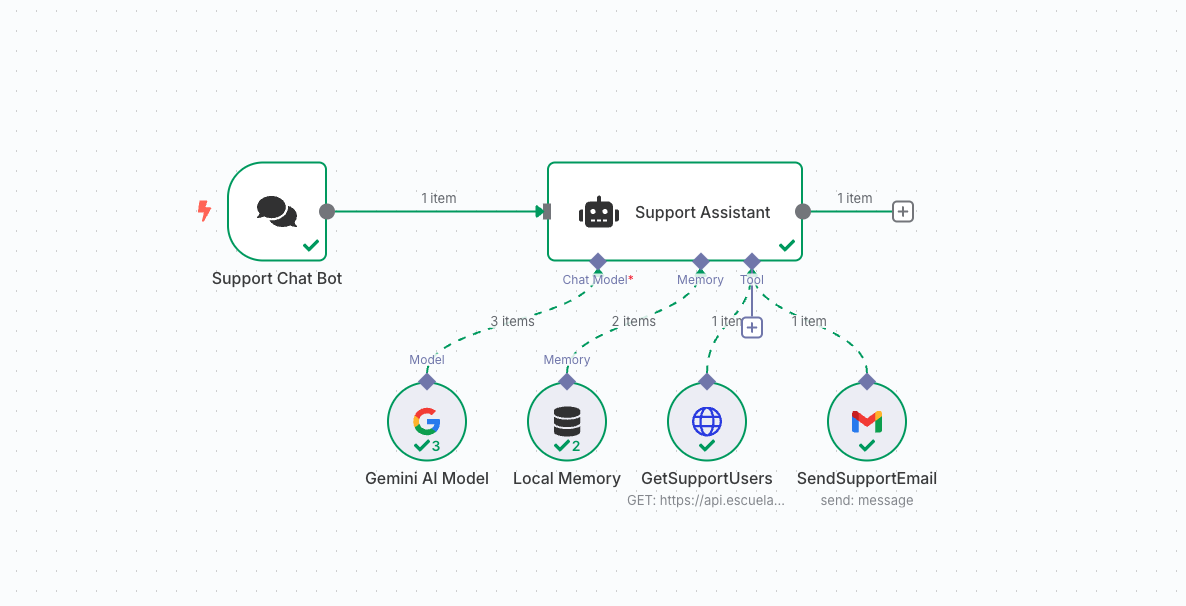 1 item
Support Assistant
1 item
Support Chat Bot
Chat Model*
Memory
Tool
3 items
2 items
1 item
1 item
Model
Memory
3
2
Gemini AI Model
Local Memory
GetSupportUsers
SendSupportEmail
GET: https://api.escuela...
send: message